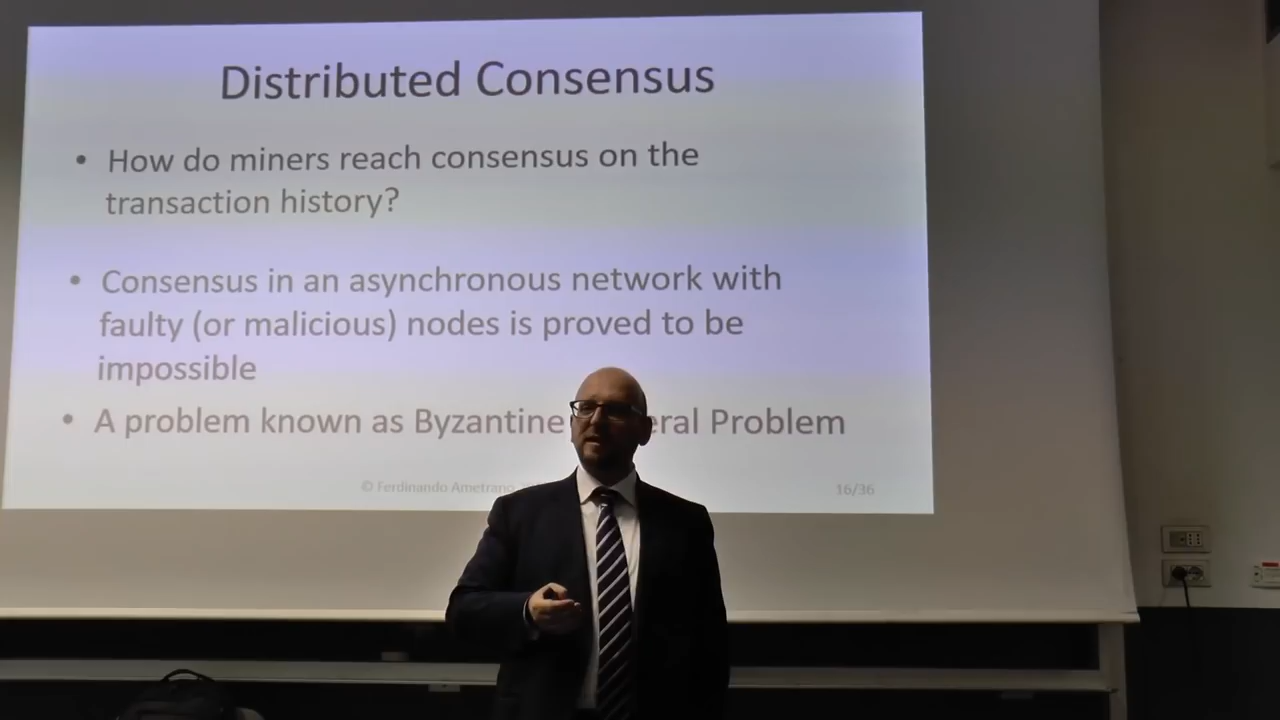 Distributed Consensus
• How do miners reach consensus on the
transaction history?
• Consensus in an asynchronous network with
faulty (or malicious) nodes is proved to be
impossible
• A problem known as Byzantine eral Problem
© Ferdinando Ametrano
16/36